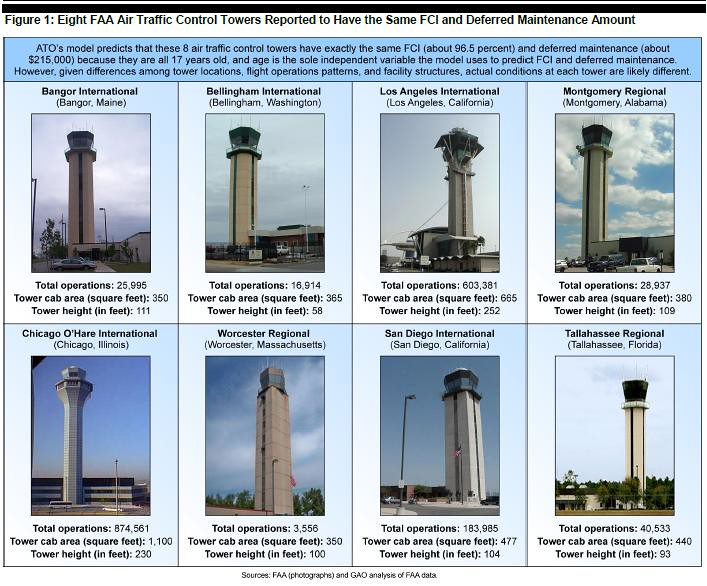 Figure 1: Eight FAA Air Traffic Control Towers Reported to Have the Same FCI and Deferred Maintenance Amount
ATO's model predicts that these 8 air traffic control towers have exactly the same FCI (about 96.5 percent) and deferred maintenance (about
$215,000) because they are all 17 years old, and age is the sole independent variable the model uses to predict FCI and deferred maintenance.
However, given differences among tower locations, flight operations patterns, and facility structures, actual conditions at each tower are likely different.
Bangor International
(Bangor, Maine)
Total operations: 25,995
Tower cab area (square feet): 350
Tower height (in feet): 111
Bellingham International
(Bellingham, Washington)
Total operations: 16,914
Tower cab area (square feet): 365
Tower height (in feet): 58
Los Angeles International
(Los Angeles, California)
Total operations: 603,381
Tower cab area (square feet): 665
Tower height (in feet): 252
Montgomery Regional
(Montgomery, Alabama)
Total operations: 28,937
Tower cab area (square feet): 380
Tower height (in feet): 109
Chicago O'Hare International
(Chicago, Illinois)
Total operations: 874,561
Tower cab area (square feet): 1,100
Tower height (in feet): 230
Worcester Regional
(Worcester, Massachusetts)
Total operations: 3,556
Tower cab area (square feet): 350
Tower height (in feet): 100
San Diego International
(San Diego, California)
Total operations: 183,985
Tower cab area (square feet): 477
Tower height (in feet): 104
Tallahassee Regional
(Tallahassee, Florida)
Total operations: 40,533
Tower cab area (square feet): 440
Tower height (in feet): 93
Sources: FAA (photographs) and GAO analysis of FAA data.